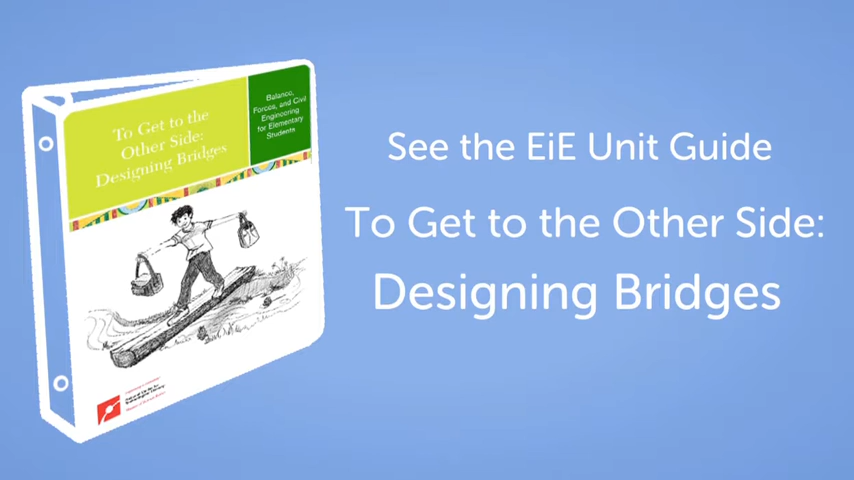 To Get to the
Other Side:
Designing Bridges
Balance,
Forces, and Civil
Engineering
for Elementary
Students
See the EiE Unit Guide
To Get to the Other Side:
Designing Bridges